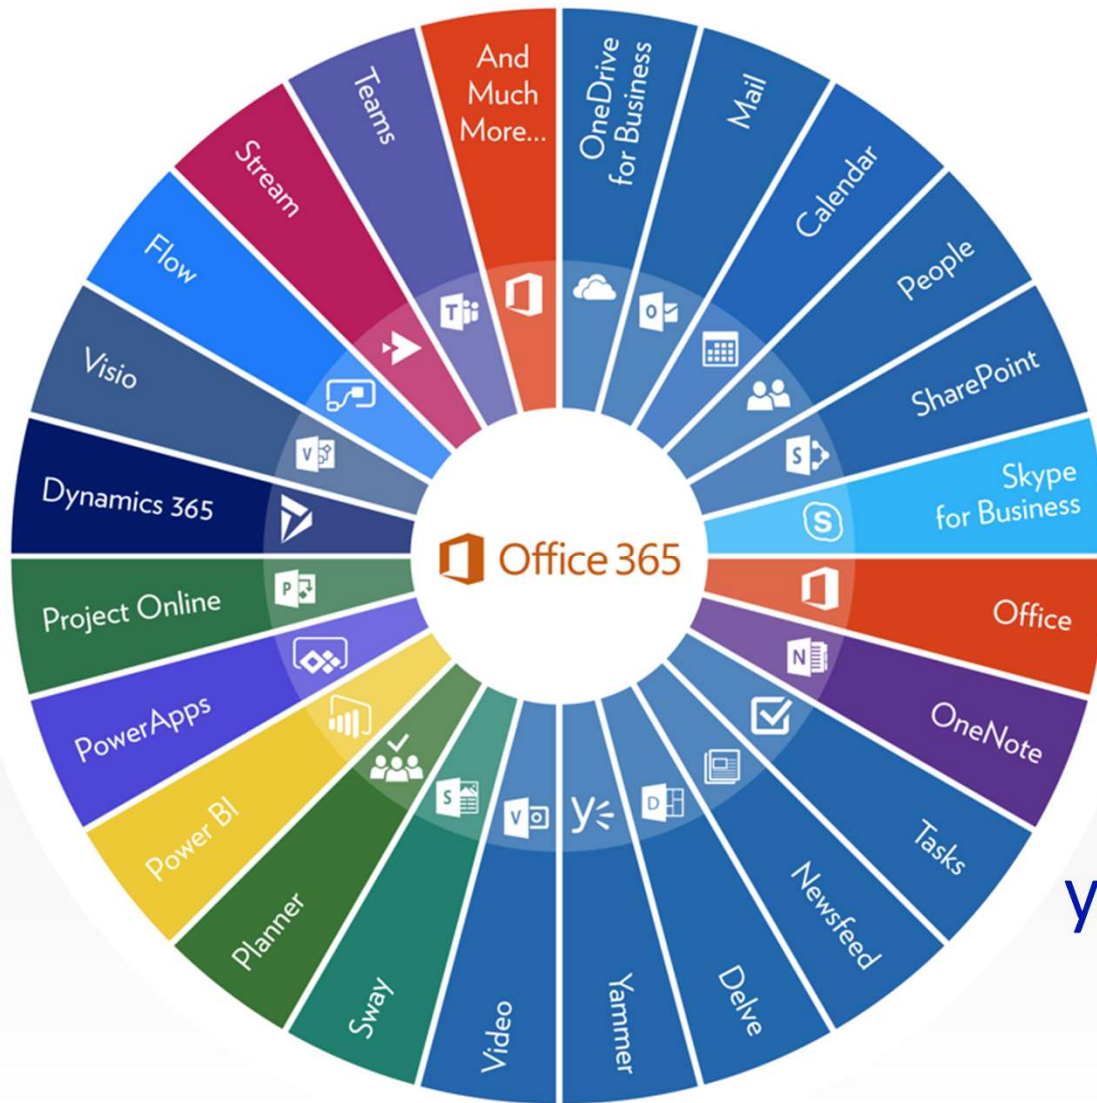 And
Much
More...
OneDrive
for Business
Mail
Calendar
People
SharePoint
Skype
for Business
Office
OneNote
Tasks
Newsfeed
Delve
Yammer
Video
Sway
Planner
Power BI
PowerApps
Project Online
Dynamics 365
Visio
Flow
Stream
Teams
Office 365
T
O
S
S
N
D
y
V
S
P
V
y